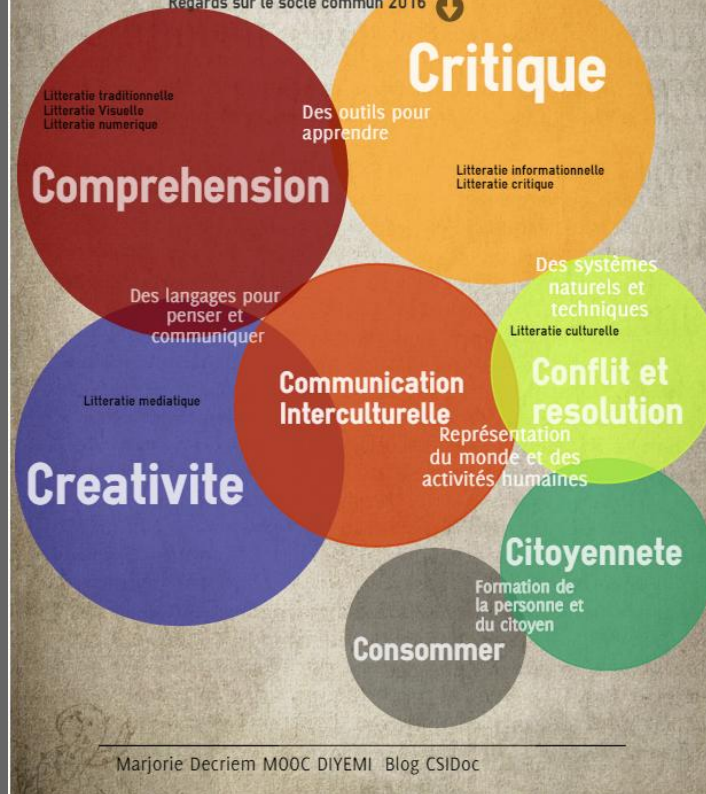 Regards sur le socle commun 2016
Critique
Litteratie traditionnelle
Litteratie Visuelle
Litteratie numerique
Des outils pour
apprendre
Comprehension
Litteratie informationnelle
Litteratie critique
Des systèmes
naturels et
techniques
Des langages pour
penser et
communiquer
Litteratie culturelle
Communication
Interculturelle
Conflit et
resolution
Litteratie mediatique
Représentation
du monde et des
activités humaines
Creativite
Citoyennete
Formation de
la personne et
du citoyen
Consommer
Marjorie Decriem MOOC DIYEMI Blog CSIDoc